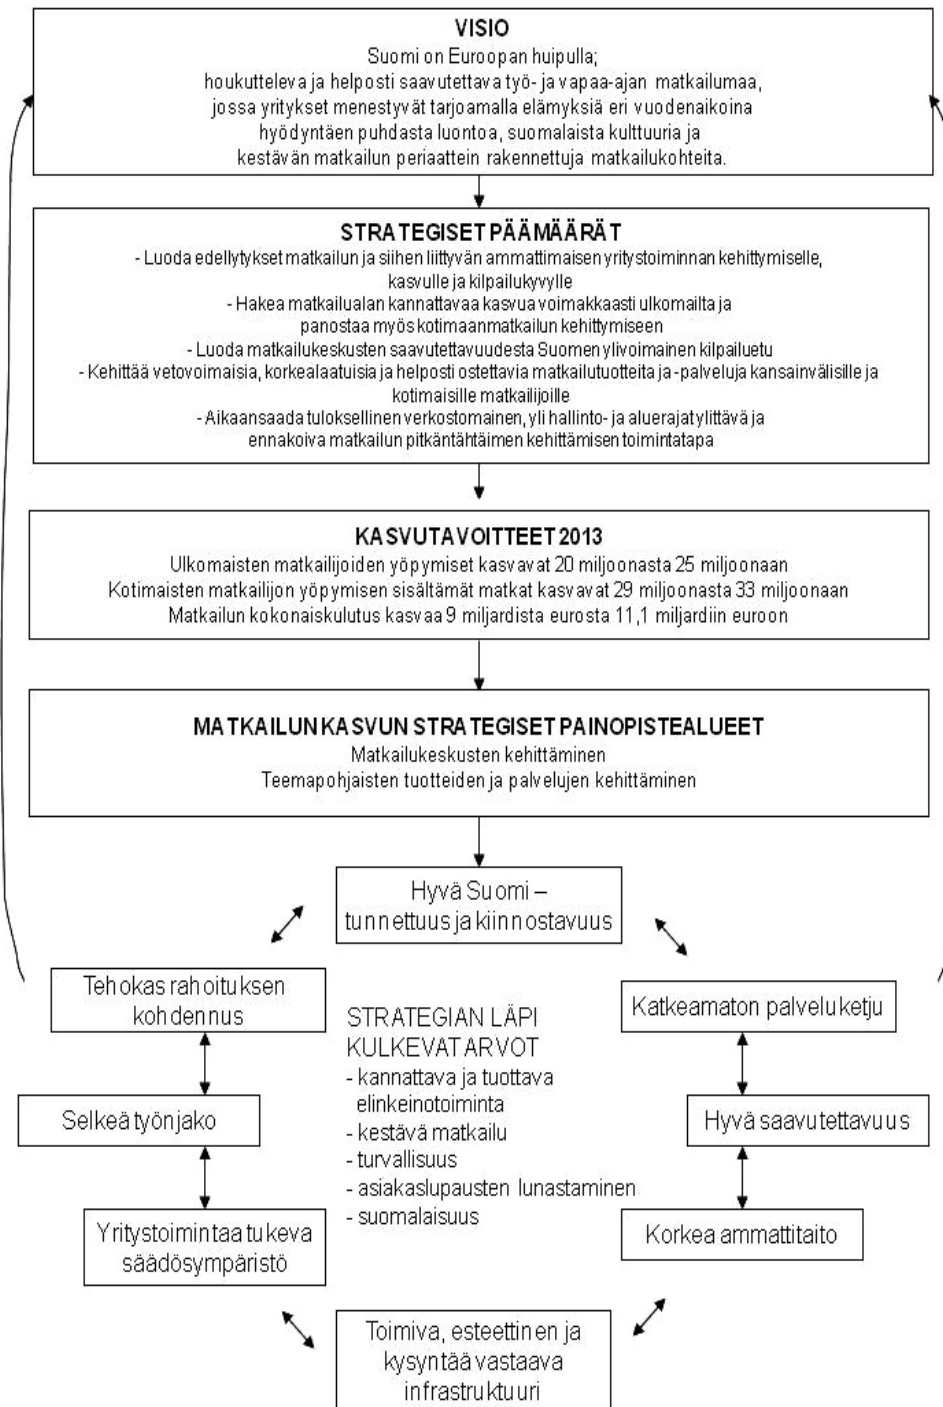 VISIO
Suomi on Euroopan huipulla;
houkutteleva ja helposti saavutettava työ- ja vapaa-ajan matkailumaa,
jossa yritykset menestyvät tarjoamalla elämyksiä eri vuodenaikoina
hyödyntäen puhdasta luontoa, suomalaista kulttuuria ja
kestävän matkailun periaattein rakennettuja matkailukohteita.
STRATEGISET PÄÄMÄÄRÄT
- Luoda edellytykset matkailun ja siihen liittyvän ammattimaisen yritystoiminnan kehittymiselle,
kasvulle ja kilpailukyvylle
- Hakea matkailualan kannattavaa kasvua voimakkaasti ulkomailta ja
panostaa myös kotimaanmatkailun kehittymiseen
- Luoda matkailukeskusten saavutettavuudesta Suomen ylivoimainen kilpailuetu
- Kehittää vetovoimaisia, korkealaatuisia ja helposti ostettavia matkailutuotteita ja -palveluja kansainvälisille ja
kotimaisille matkailijoille
- Aikaansaada tuloksellinen verkostomainen, yli hallinto- ja aluerajat ylittävä ja
ennakoiva matkailun pitkäntähtäimen kehittämisen toimintatapa
KASVUTAVOITTEET 2013
Ulkomaisten matkailijoiden yöpymiset kasvavat 20 miljoonasta 25 miljoonaan
Kotimaisten matkailijon yöpymisen sisältämät matkat kasvavat 29 miljoonasta 33 miljoonaan
Matkailun kokonaiskulutus kasvaa 9 miljardista eurosta 11,1 miljardiin euroon
MATKAILUN KASVUN STRATEGISET PAINOPISTEALUEET
Matkailukeskusten kehittäminen
Teemapohjaisten tuotteiden ja palvelujen kehittäminen
Hyvä Suomi –
tunnettuus ja kiinnostavuus
Tehokas rahoituksen
kohdennus
Katkeamaton palveluketju
STRATEGIAN LÄPI
KULKEVAT ARVOT
- kannattava ja tuottava
elinkeinotoiminta
- kestävä matkailu
- turvallisuus
- asiakaslupausten lunastaminen
- suomalaisuus
Selkeä työnjako
Hyvä saavutettavuus
Yritystoimintaa tukeva
säädösympäristö
Korkea ammattitaito
Toimiva, esteettinen ja
kysyntää vastaava
infrastruktuuri